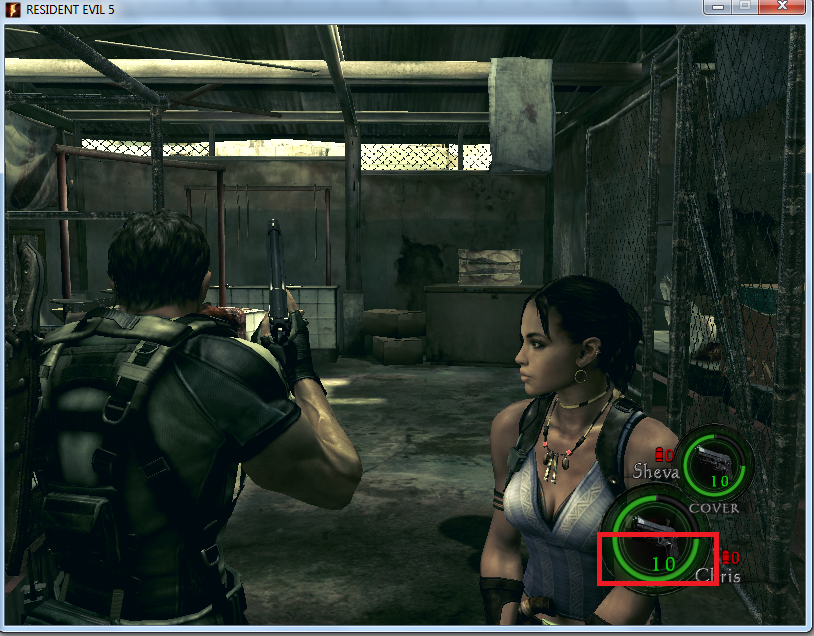 RESIDENT EVIL 5
0
Sheva
10
COVER
10
0
Chris